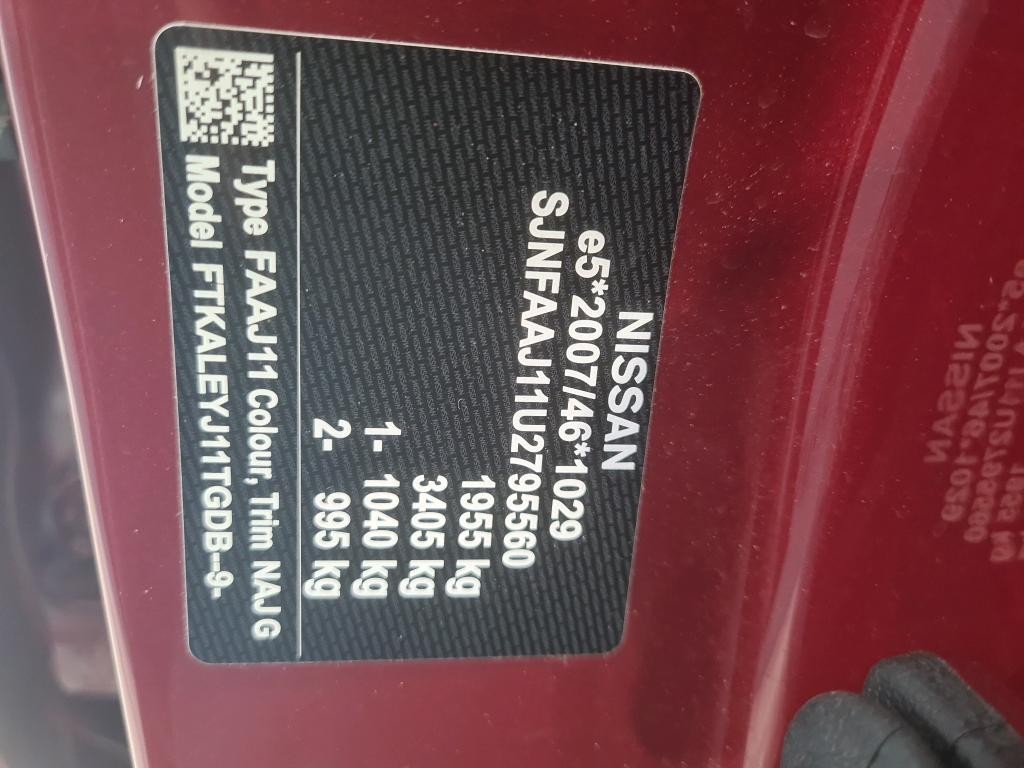 NISSAN
e5*2007/46*1029
SJNFAAJ11U2795560
1955 kg
3405 kg
1- 1040 kg
2- 995 kg
Type FAAJ11 Colour, Trim NAJ G
Model FTKALEYJ11TGDB--9-